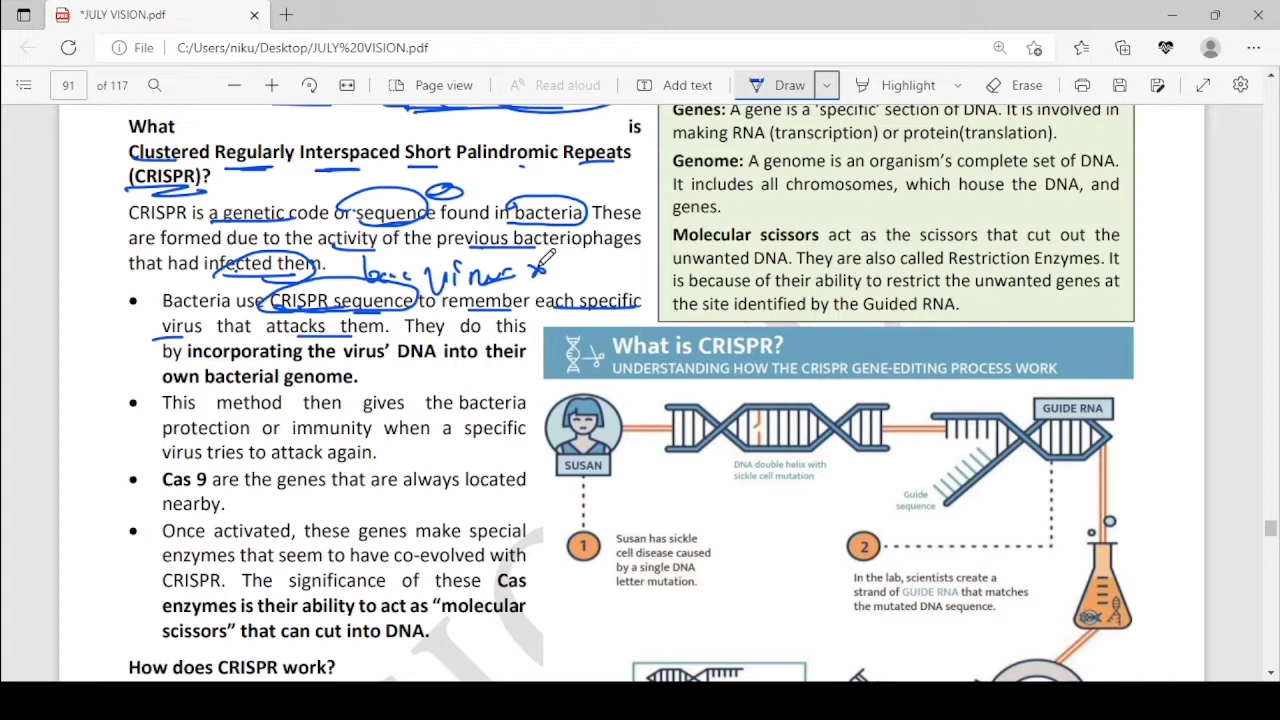 *JULY VISION.pdf
File
C:/Users/niku/Desktop/JULY%20VISION.pdf
91 of 117
Page view
Read aloud
Add text
Draw
Highlight
Erase
What is
Clustered Regularly Interspaced Short Palindromic Repeats
(CRISPR)?
CRISPR is a genetic code or sequence found in bacteria. These
are formed due to the activity of the previous bacteriophages
that had infected them.
virus
Bacteria use CRISPR sequence to remember each specific
virus that attacks them. They do this
by incorporating the virus' DNA into their
own bacterial genome.
This method then gives the bacteria
protection or immunity when a specific
virus tries to attack again.
Cas 9 are the genes that are always located
nearby.
Once activated, these genes make special
enzymes that seem to have co-evolved with
CRISPR. The significance of these Cas
enzymes is their ability to act as "molecular
scissors" that can cut into DNA.
How does CRISPR work?
Genes: A gene is a 'specific' section of DNA. It is involved in
making RNA (transcription) or protein(translation).
Genome: A genome is an organism's complete set of DNA.
It includes all chromosomes, which house the DNA, and
genes.
Molecular scissors act as the scissors that cut out the
unwanted DNA. They are also called Restriction Enzymes. It
is because of their ability to restrict the unwanted genes at
the site identified by the Guided RNA.
What is CRISPR?
UNDERSTANDING HOW THE CRISPR GENE-EDITING PROCESS WORK
SUSAN
DNA double helix with
sickle cell mutation
GUIDE RNA
Guide
sequence
1
Susan has sickle
cell disease caused
by a single DNA
letter mutation.
2
In the lab, scientists create a
strand of GUIDE RNA that matches
the mutated DNA sequence.